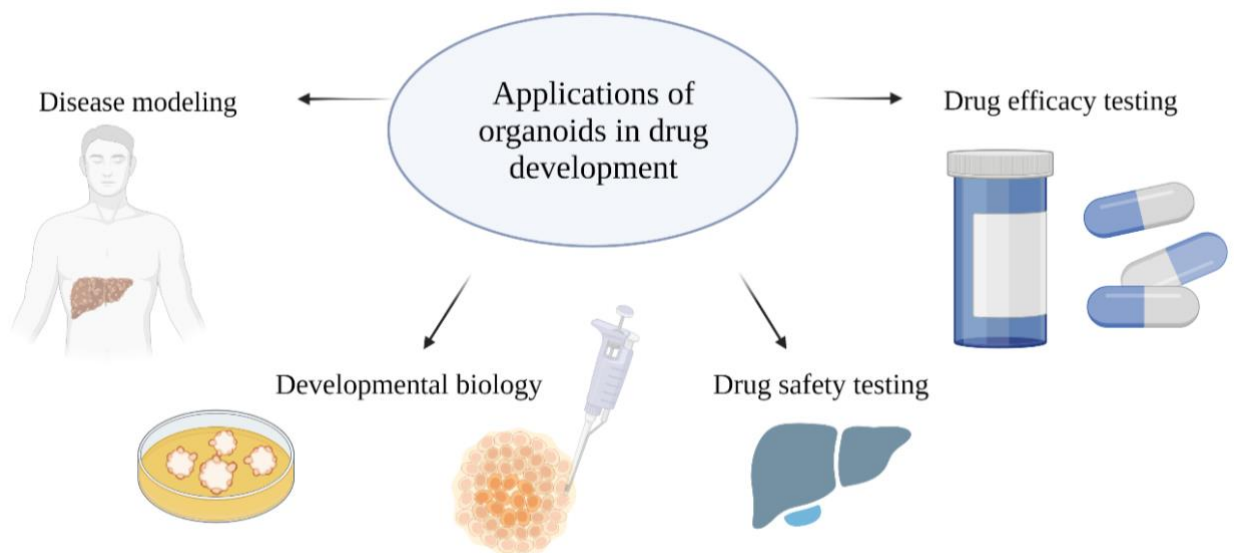 Applications of
organoids in drug
development
Disease modeling
Drug efficacy testing
Developmental biology
Drug safety testing